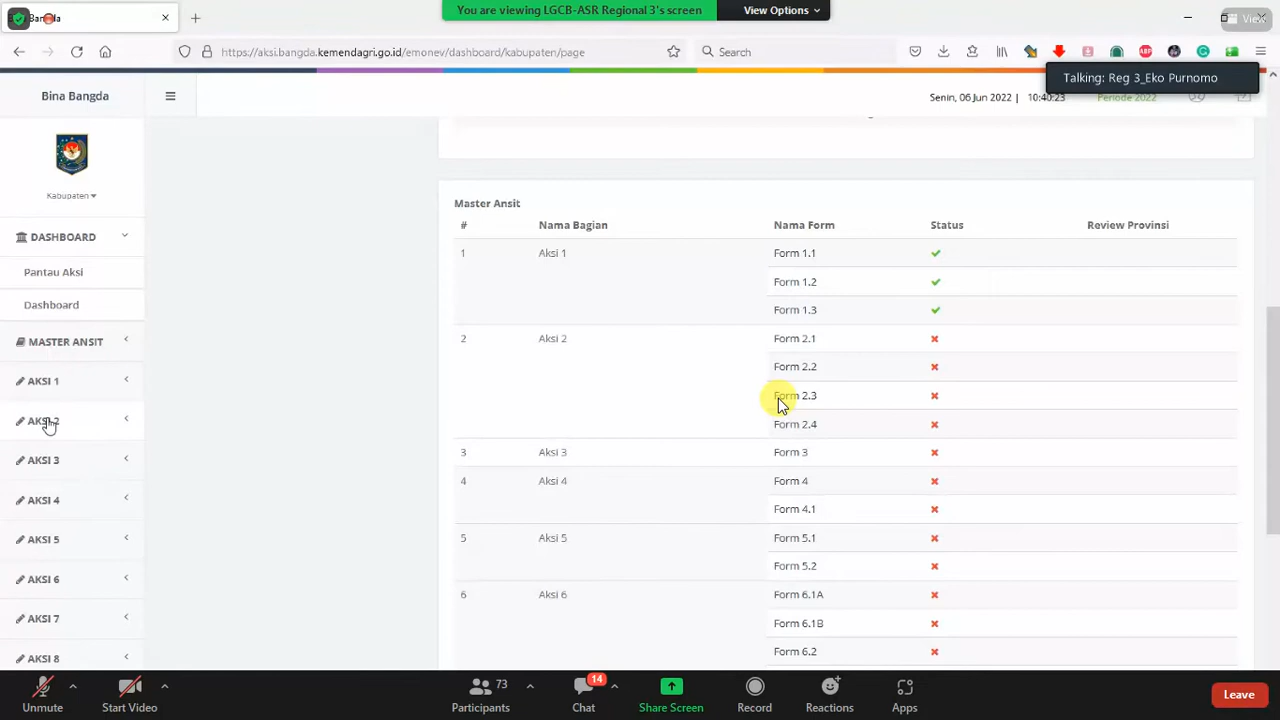 You are viewing LGCB-ASR Regional 3's screen
View Options
View
https://aksi.bangda.kemendagri.go.id/emonev/dashboard/kabupaten/page
Search
Talking: Reg 3_Eko Purnomo
Bina Bangda
Senin, 06 Jun 2022 | 10:40:23
Periode 2022
Kabupaten
DASHBOARD
Pantau Aksi
Dashboard
MASTER ANSIT
AKSI 1
AKSI 2
AKSI 3
AKSI 4
AKSI 5
AKSI 6
AKSI 7
AKSI 8
Master Ansit
# Nama Bagian Nama Form Status Review Provinsi
1 Aksi 1 Form 1.1
Form 1.2
Form 1.3
2 Aksi 2 Form 2.1
Form 2.2
Form 2.3
Form 2.4
3 Aksi 3 Form 3
4 Aksi 4 Form 4
Form 4.1
5 Aksi 5 Form 5.1
Form 5.2
6 Aksi 6 Form 6.1A
Form 6.1B
Form 6.2
Unmute
Start Video
73
Participants
14
Chat
Share Screen
Record
Reactions
Apps
Leave